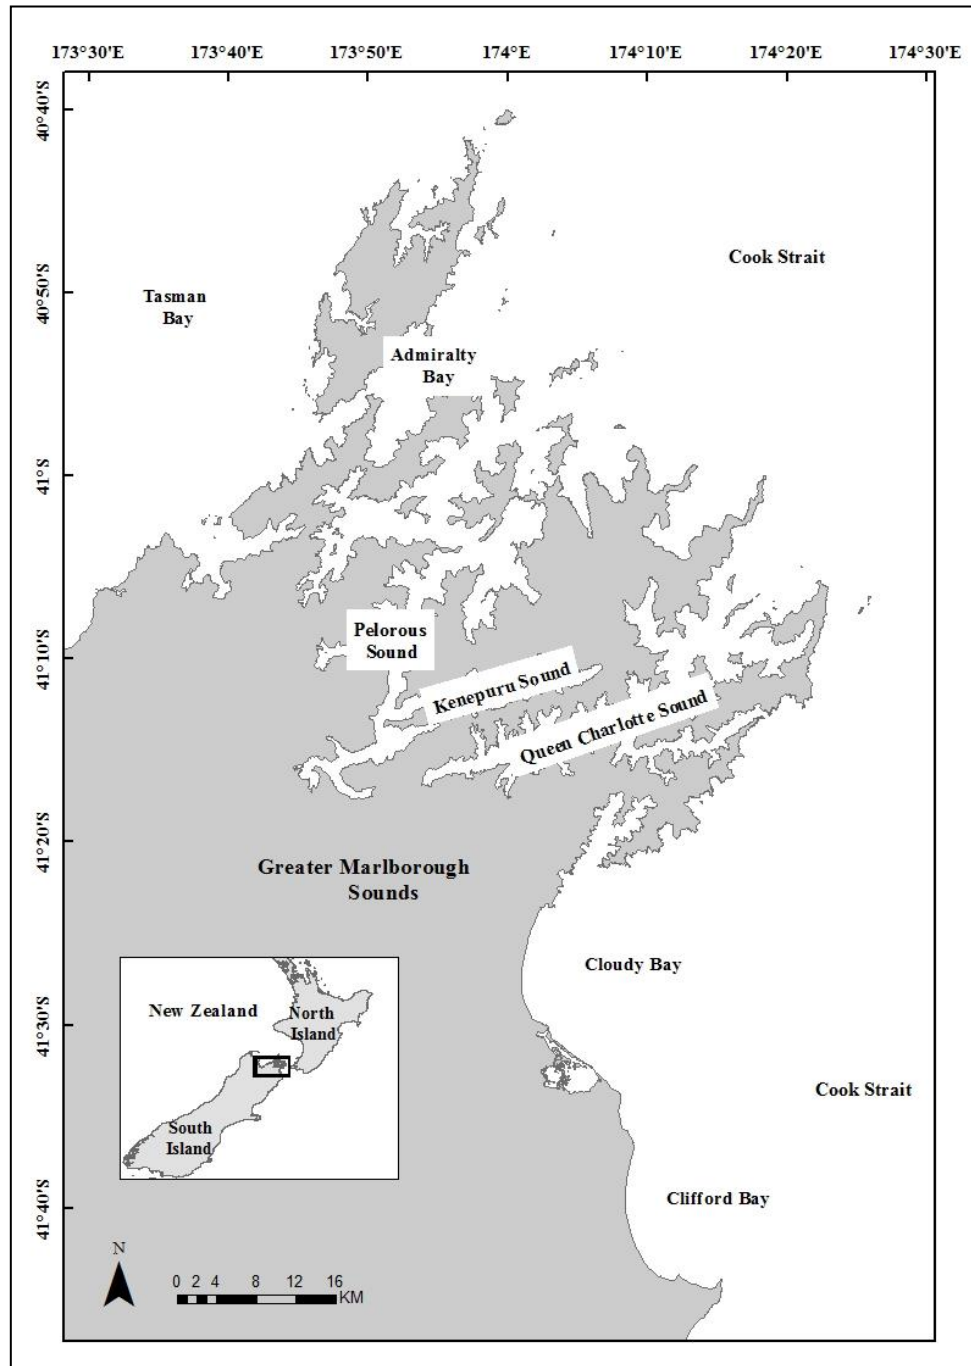 173°30'E 173°40'E 173°50'E 174°E 174°10'E 174°20'E 174°30'E
40°40'S
40°50'S
41°S
41°10'S
41°20'S
41°30'S
41°40'S
Cook Strait
Tasman
Bay
Admiralty
Bay
Pelorous
Sound
Kenepuru Sound
Queen Charlotte Sound
Greater Marlborough
Sounds
Cloudy Bay
New Zealand
North
Island
South
Island
Cook Strait
Clifford Bay
N
0 2 4 8 12 16
KM